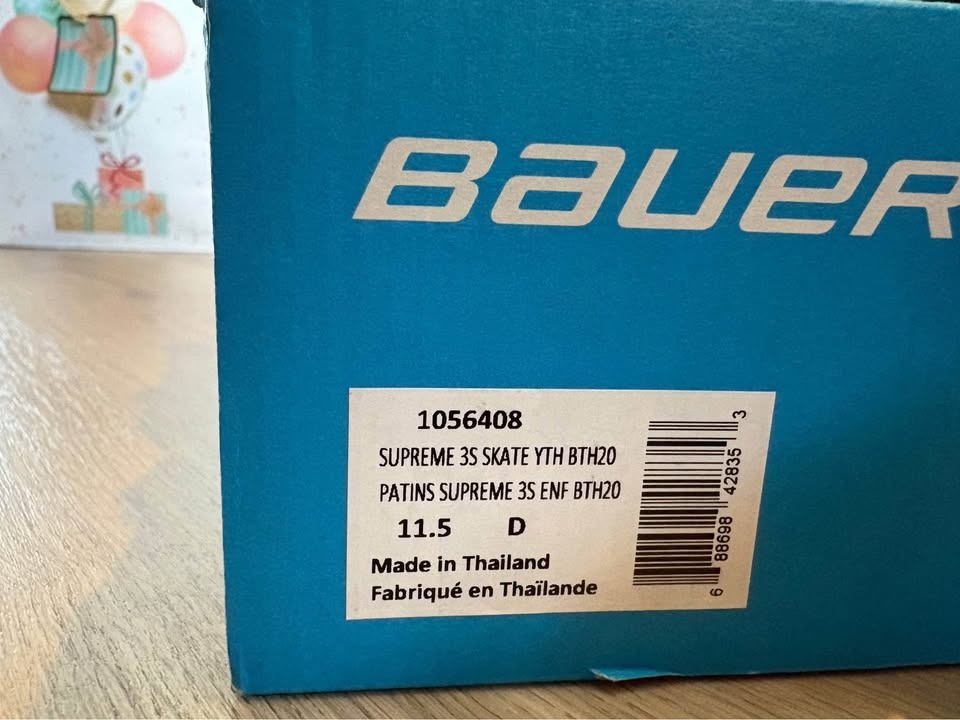 BAUER
1056408
SUPREME 3S SKATE YTH BTH20
PATINS SUPREME 3S ENF BTH20
11.5 D
Made in Thailand
Fabriqué en Thaïlande
6 88698 42835 3